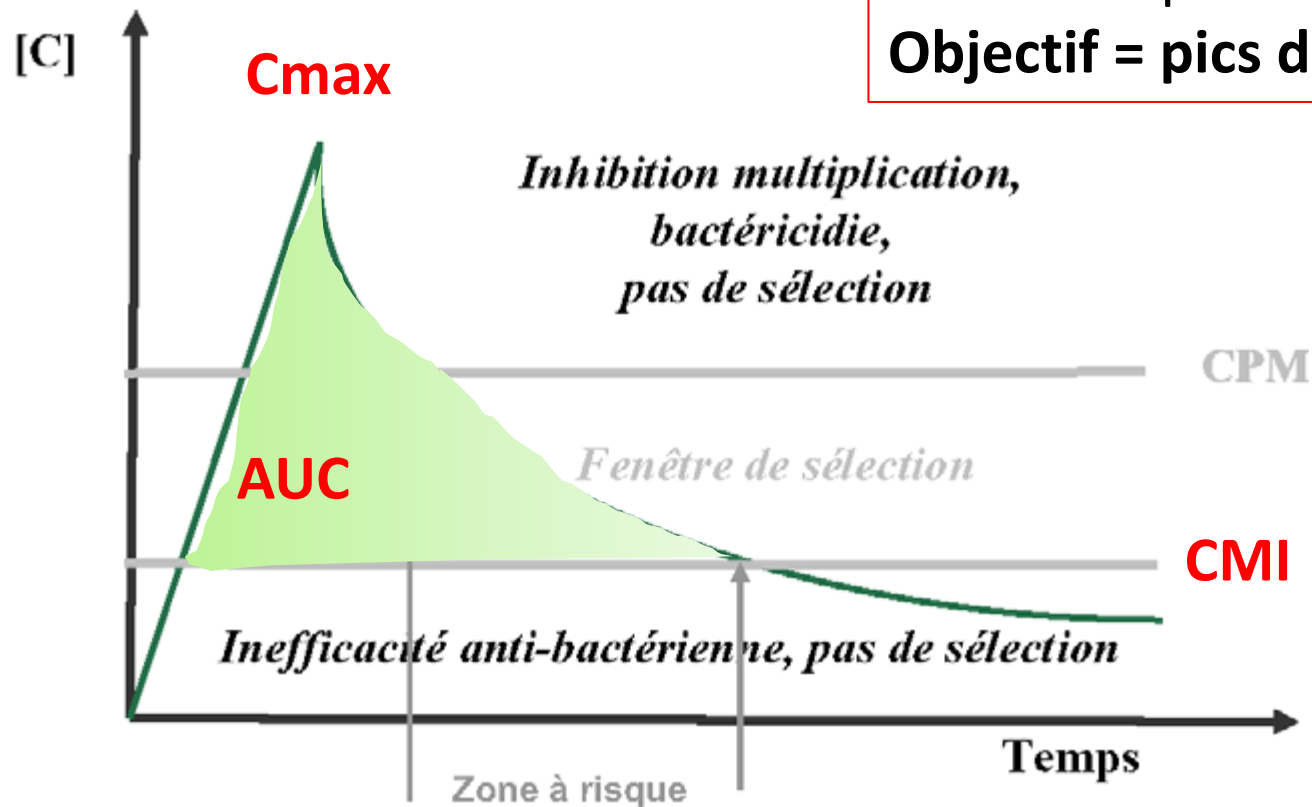 Objectif = pics d
[C]
Cmax
Inhibition multiplication,
bactéricidie,
pas de sélection
CPM
Fenêtre de sélection
AUC
CMI
Inefficacité anti-bactérienne, pas de sélection
Temps
Zone à risque